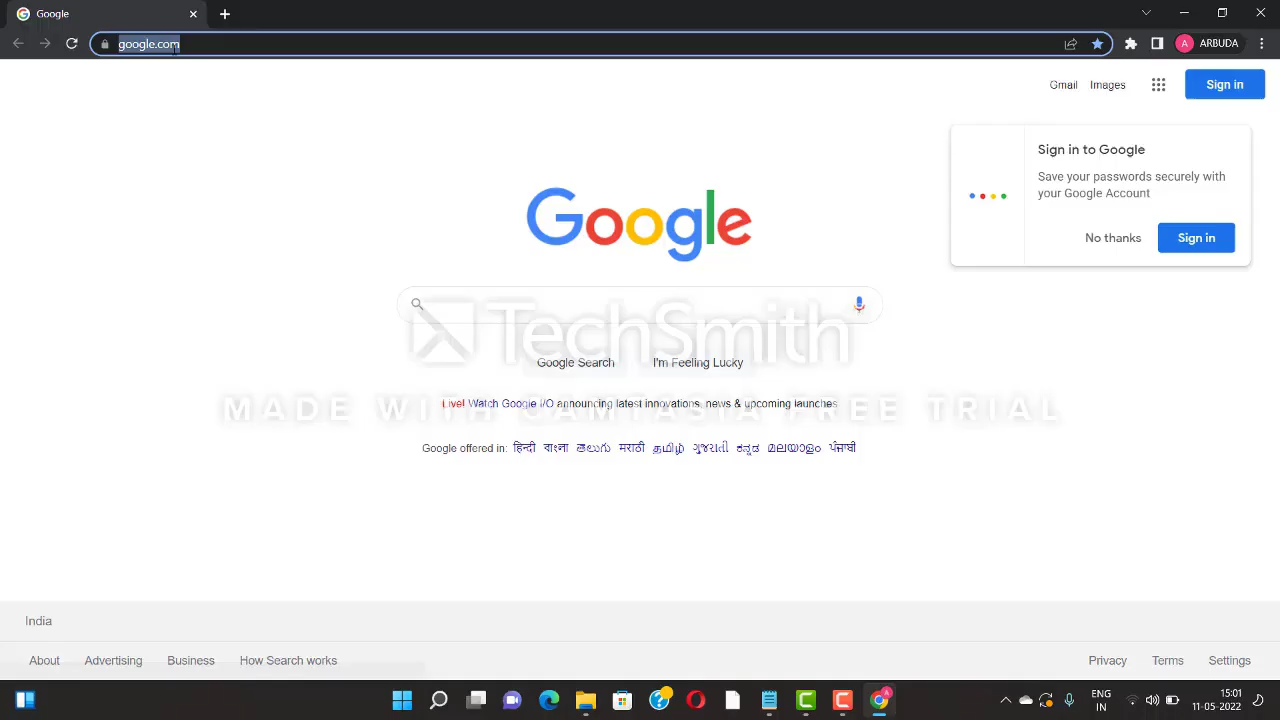 Google
google.com
A ARBUDA
Gmail Images
Sign in
Sign in to Google
Save your passwords securely with
your Google Account
No thanks
Sign in
Google
TechSmith
Google Search I'm Feeling Lucky
MADE WITH CAMTASIA FREE TRIAL
Live! Watch Google I/O announcing latest innovations, news & upcoming launches
Google offered in: हिन्दी বাংলা తెలుగు मराठी தமிழ் ગુજરાતી ಕನ್ನಡ മലയാളം ਪੰਜਾਬੀ
India
About Advertising Business How Search works
Privacy Terms Settings
ENG
IN
15:01
11-05-2022